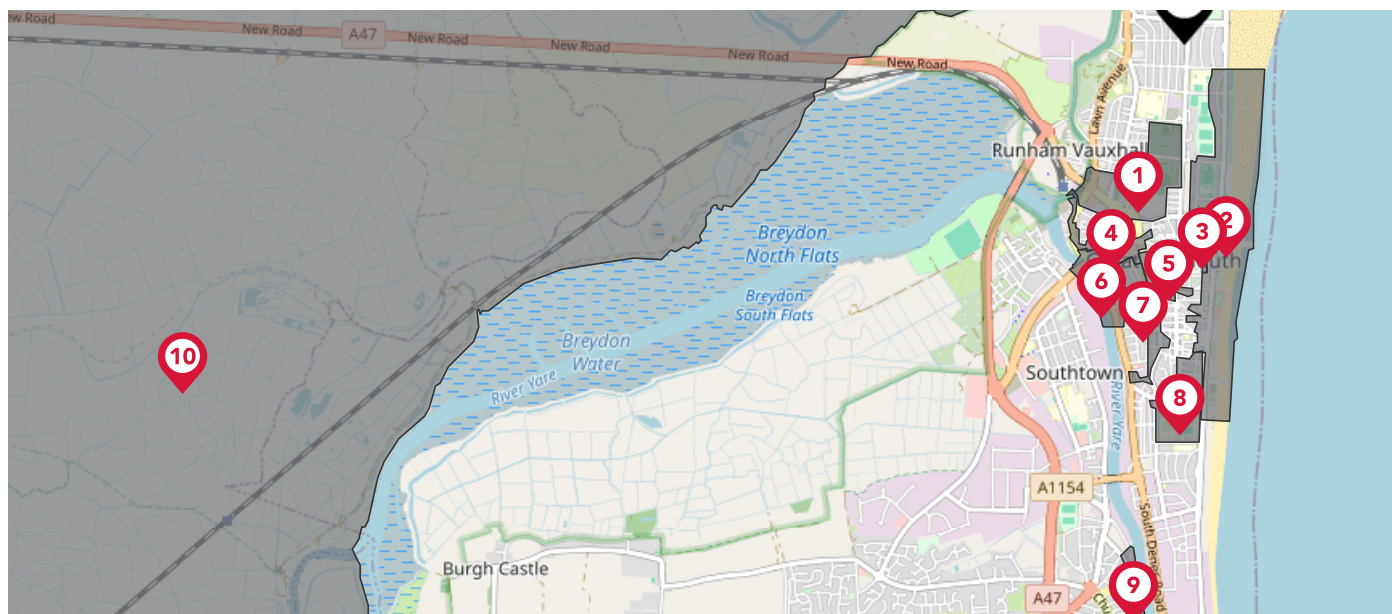 ew Road
New Road
A47
New Road
New Road
New Road
New Road
Lawn Avenue
Runham Vauxhall
1
2
3
4
5
6
7
8
Breydon
North Flats
Breydon
South Flats
Breydon
Water
River Yare
10
Southtown
River Yare
A1154
South Denes Road
Burgh Castle
9
A47